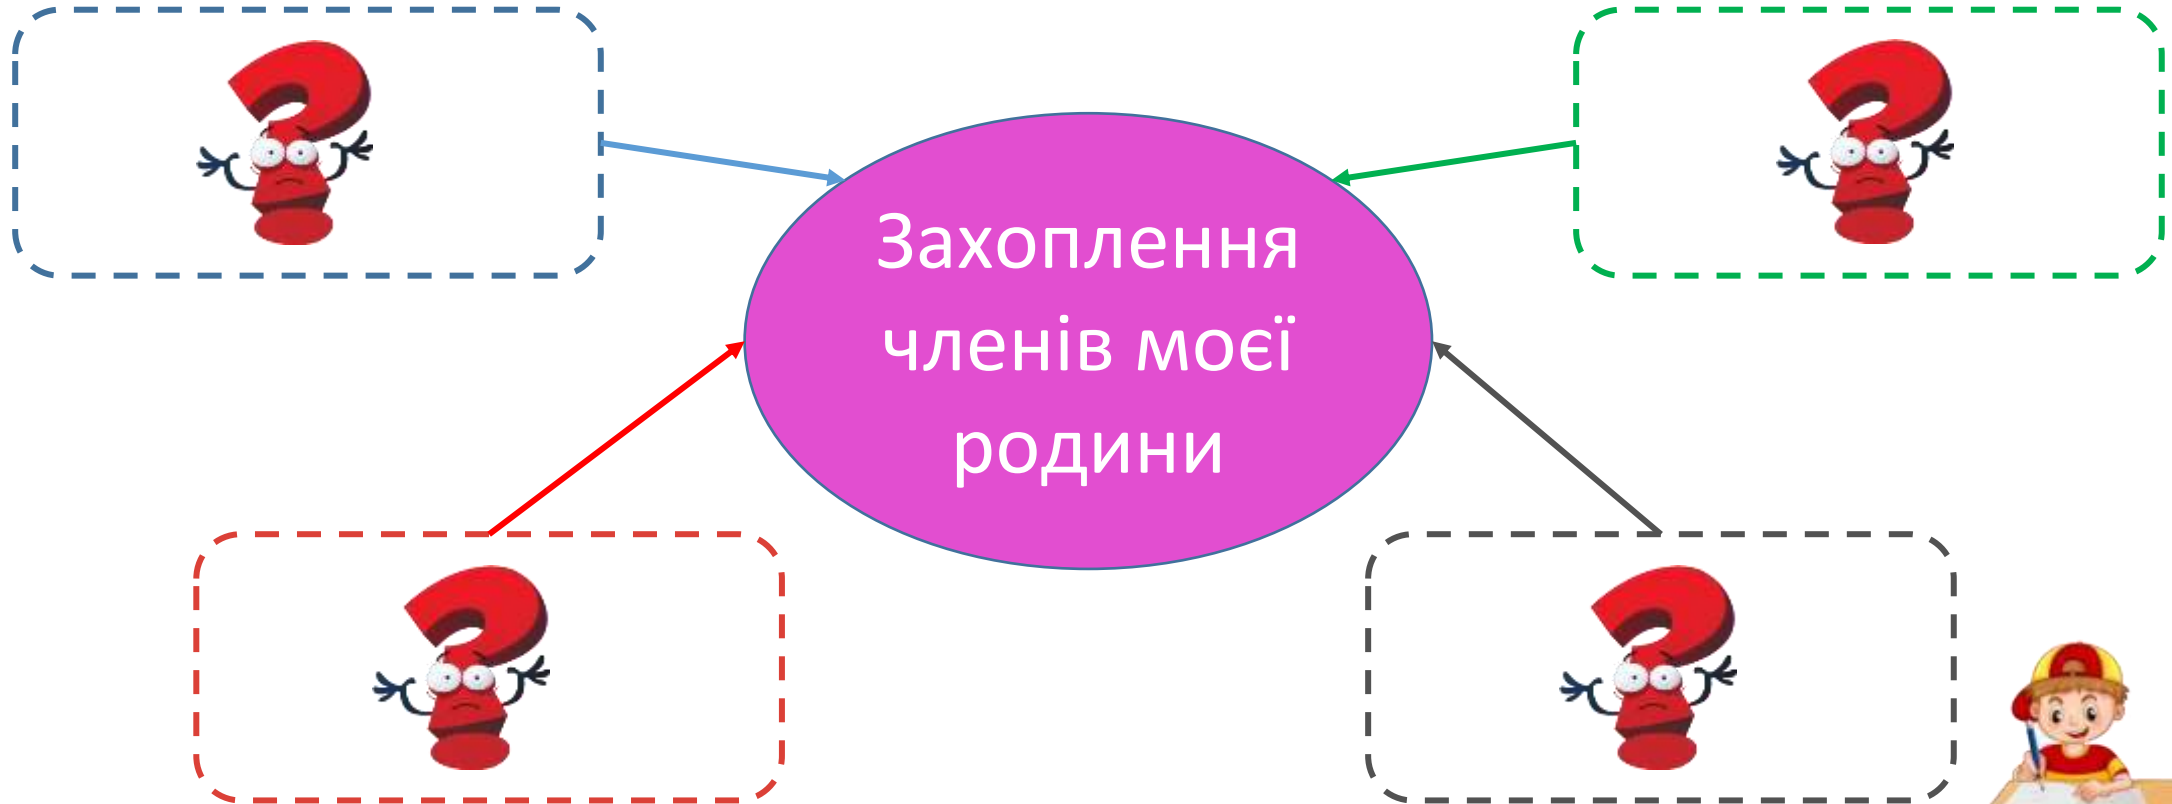 Захоплення
членів моєї
родини